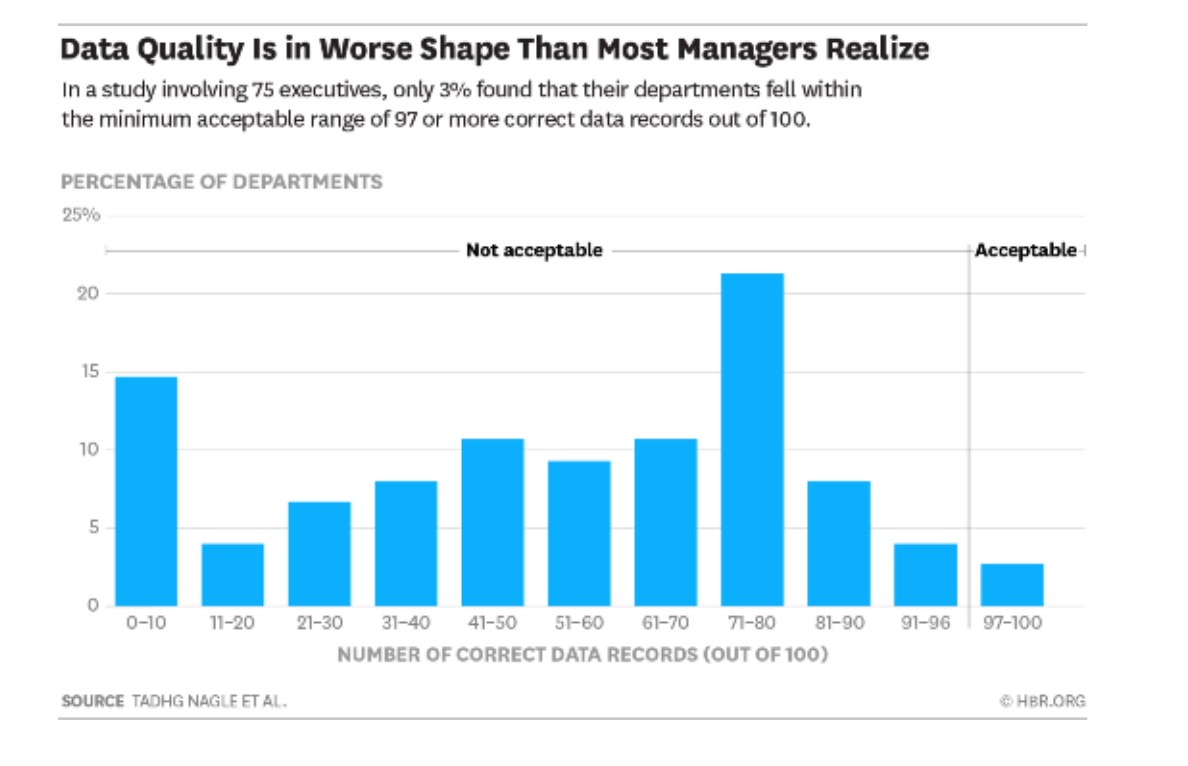 Data Quality Is in Worse Shape Than Most Managers Realize
In a study involving 75 executives, only 3% found that their departments fell within
the minimum acceptable range of 97 or more correct data records out of 100.
PERCENTAGE OF DEPARTMENTS
25%
Not acceptable
Acceptable
20
15
10
5
0
0–10 11–20 21–30 31–40 41–50 51–60 61–70 71–80 81–90 91–96 97–100
NUMBER OF CORRECT DATA RECORDS (OUT OF 100)
SOURCE TADHG NAGLE ET AL.
© HBR.ORG